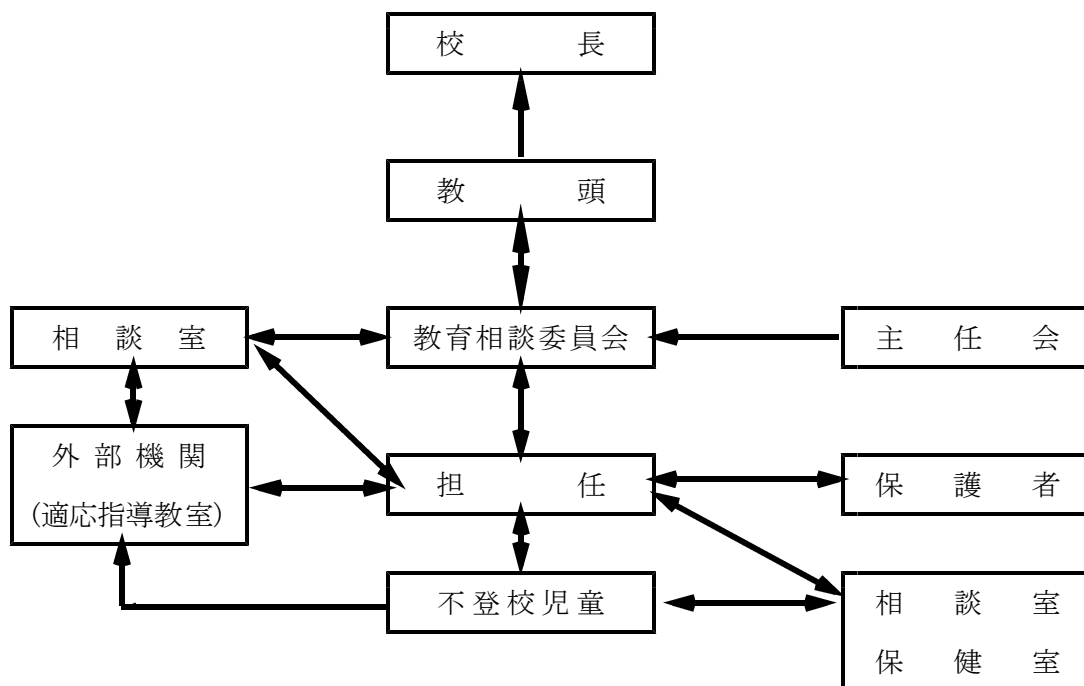 校長
教頭
相談室
教育相談委員会
主任会
外部機関
(適応指導教室)
担任
保護者
不登校児童
相談室
保健室